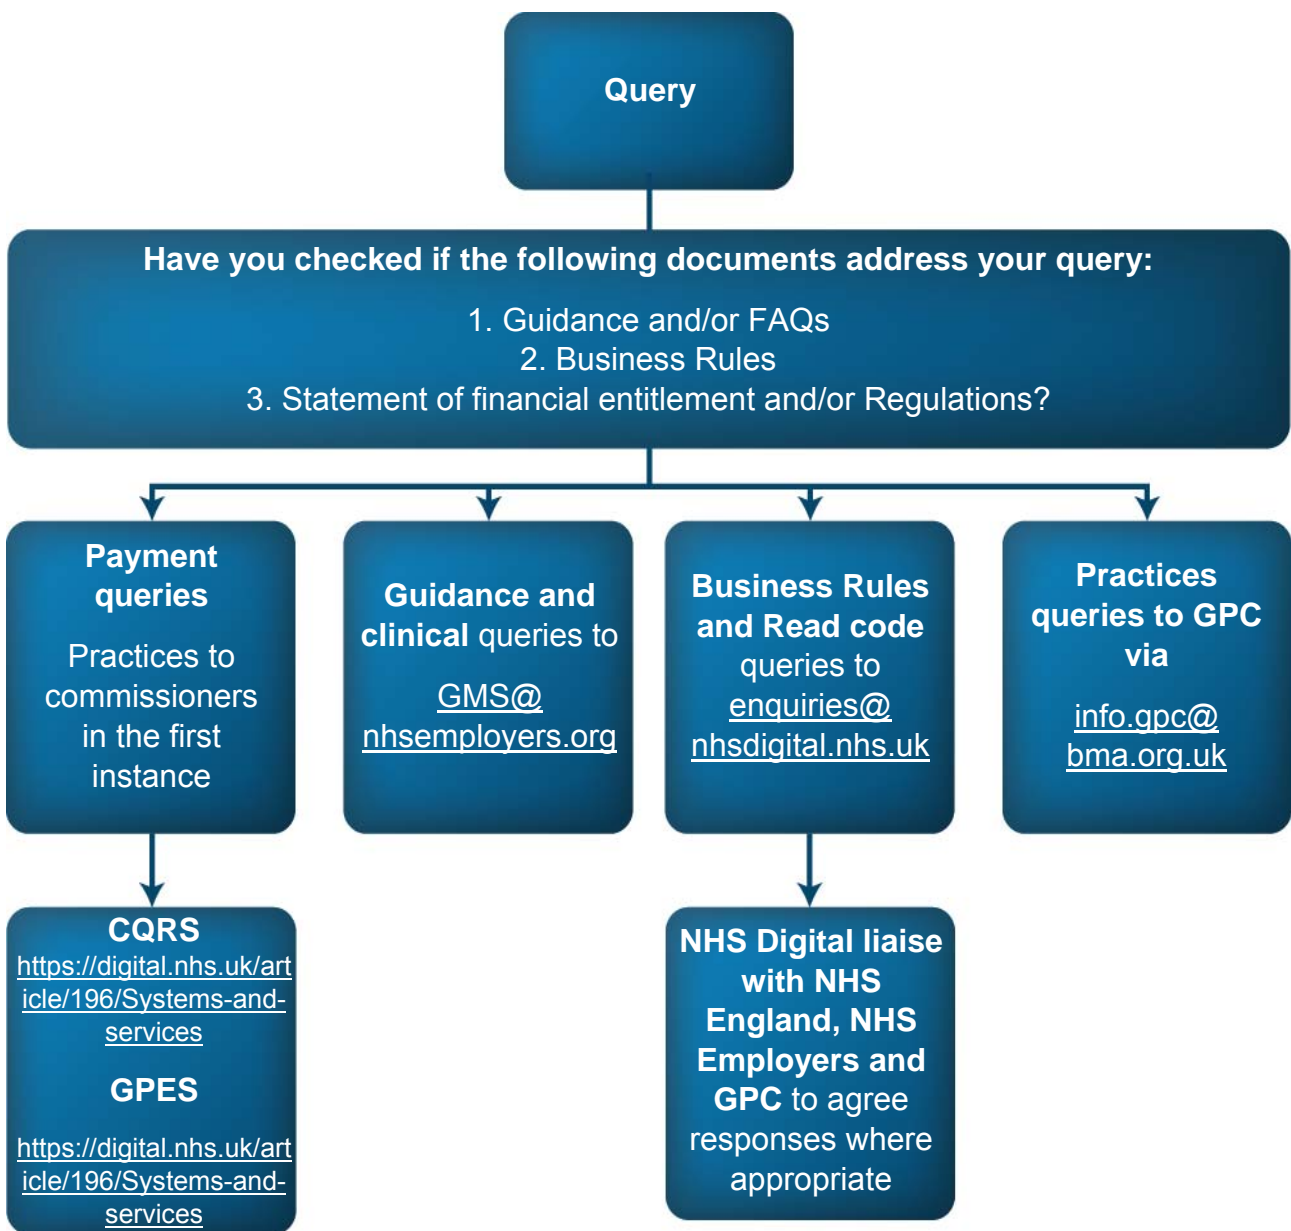 Query
Have you checked if the following documents address your query:
1. Guidance and/or FAQs
2. Business Rules
3. Statement of financial entitlement and/or Regulations?
Payment
queries
Practices to
commissioners
in the first
instance
Guidance and
clinical queries to
GMS@
nhsemployers.org
Business Rules
and Read code
queries to
enquiries@
nhsdigital.nhs.uk
Practices
queries to GPC
via
info.gpc@
bma.org.uk
CQRS
https://digital.nhs.uk/art
icle/196/Systems-and-
services
GPES
https://digital.nhs.uk/art
icle/196/Systems-and-
services
NHS Digital liaise
with NHS
England, NHS
Employers and
GPC to agree
responses where
appropriate